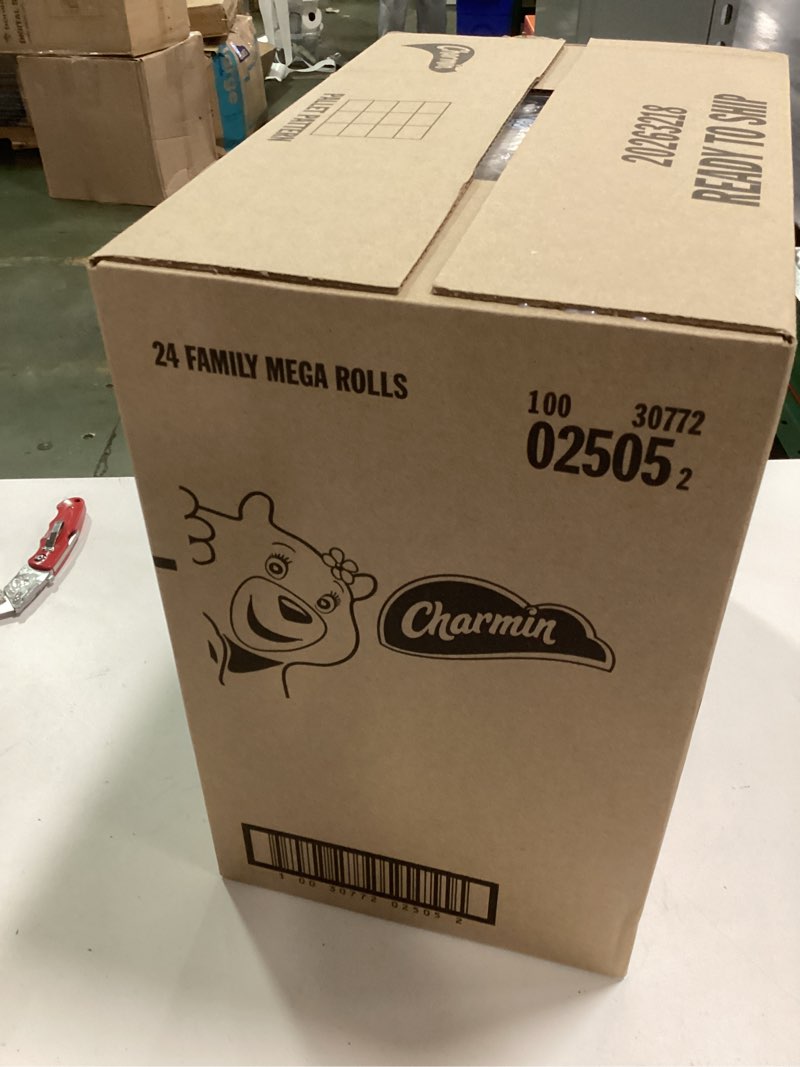 Charmin
PALLET PATTERN
20263218
READY TO SHIP
24 FAMILY MEGA ROLLS
100 30772
02505 2
Charmin
1 00 30772 02505 2